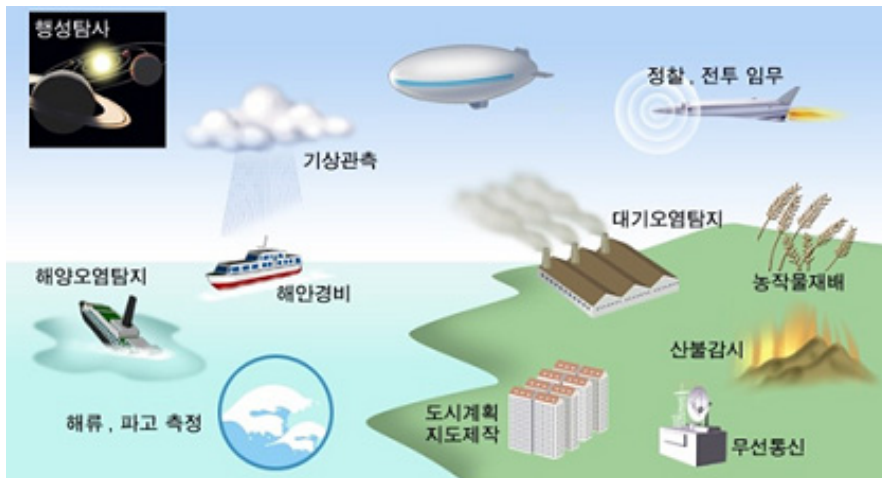 행성탐사
정찰 , 전투 임무
기상관측
대기오염탐지
해양오염탐지
해안경비
농작물재배
산불감시
해류 , 파고 측정
도시계획
지도제작
무선통신